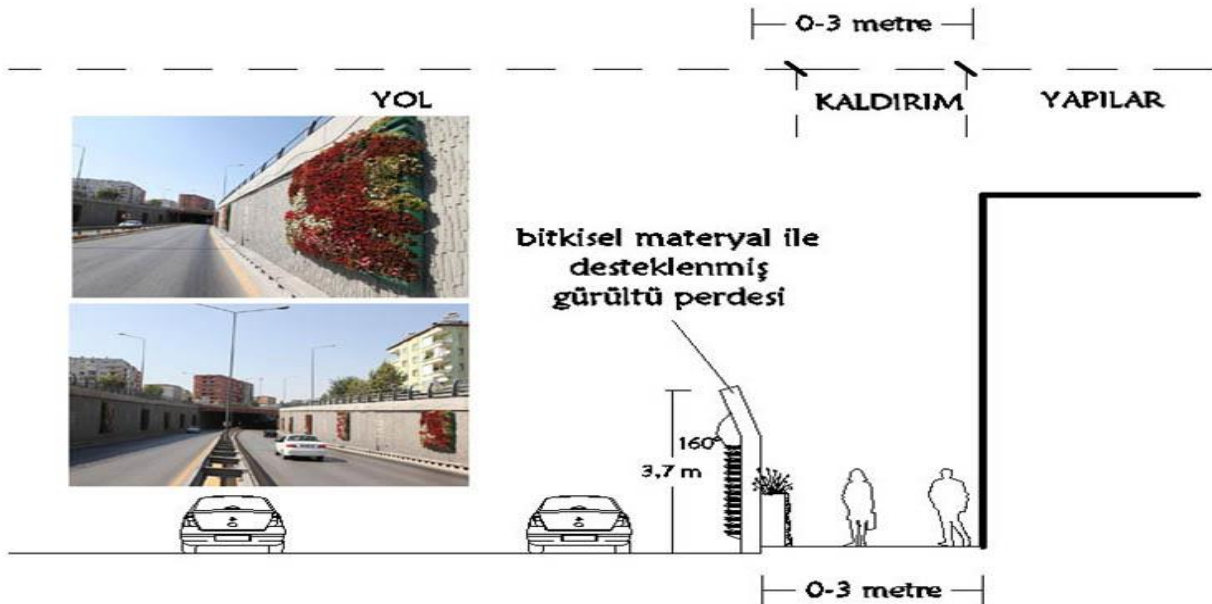 0-3 metre
YOL
KALDIRIM
YAPILAR
bitkisel materyal ile
desteklenmiş
gürültü perdesi
160°
3,7 m
0-3 metre